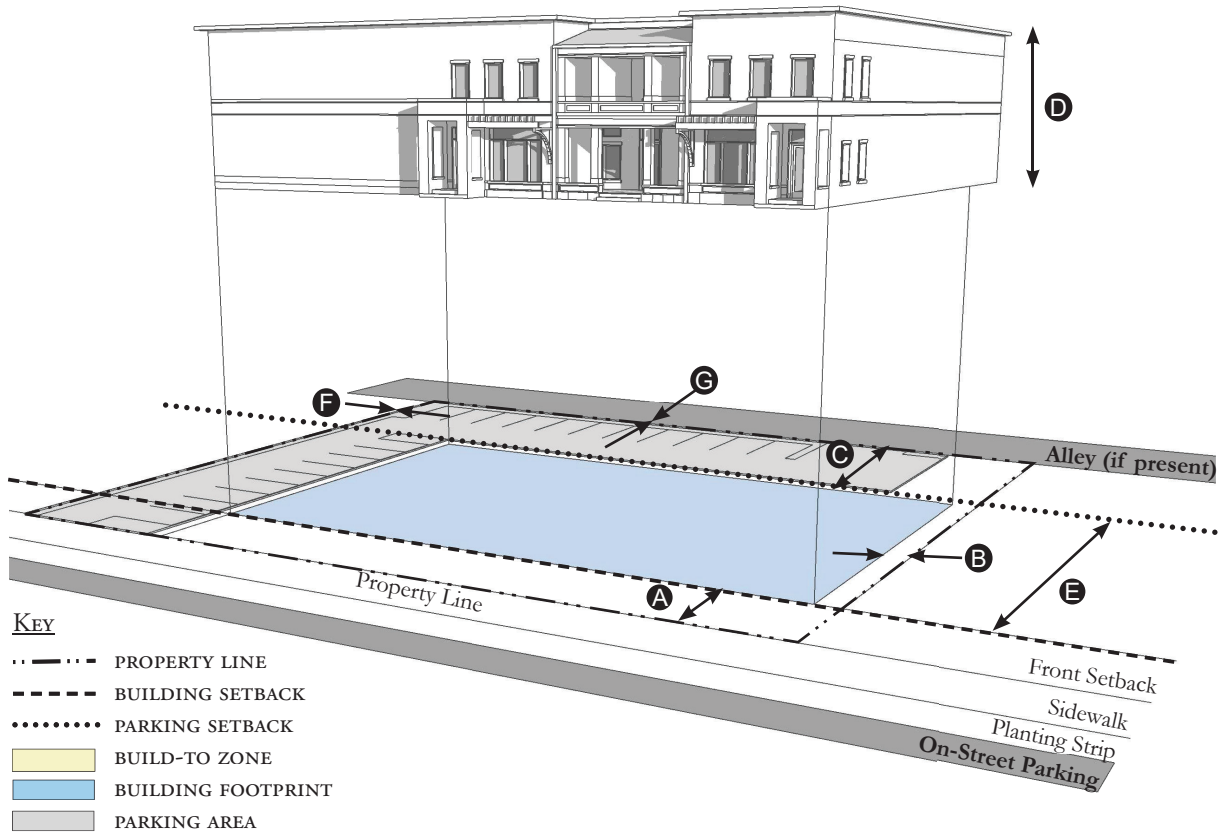 D
G
F
C
Alley (if present)
B
E
A
Property Line
Front Setback
Sidewalk
Planting Strip
On-Street Parking
KEY
PROPERTY LINE
BUILDING SETBACK
PARKING SETBACK
BUILD-TO ZONE
BUILDING FOOTPRINT
PARKING AREA